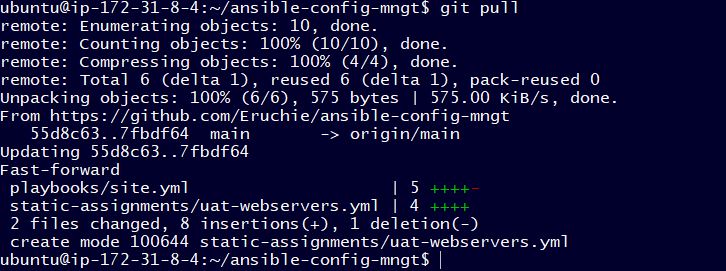 ubuntu@ip-172-31-8-4:~/ansible-config-mngt$ git pull
remote: Enumerating objects: 10, done.
remote: Counting objects: 100% (10/10), done.
remote: Compressing objects: 100% (4/4), done.
remote: Total 6 (delta 1), reused 6 (delta 1), pack-reused 0
Unpacking objects: 100% (6/6), 575 bytes | 575.00 KiB/s, done.
From https://github.com/Eruchie/ansible-config-mngt
   55d8c63..7fbdf64  main       -> origin/main
Updating 55d8c63..7fbdf64
Fast-forward
 playbooks/site.yml                    | 5 ++++-
 static-assignments/uat-webservers.yml | 4 ++++
 2 files changed, 8 insertions(+), 1 deletion(-)
 create mode 100644 static-assignments/uat-webservers.yml
ubuntu@ip-172-31-8-4:~/ansible-config-mngt$